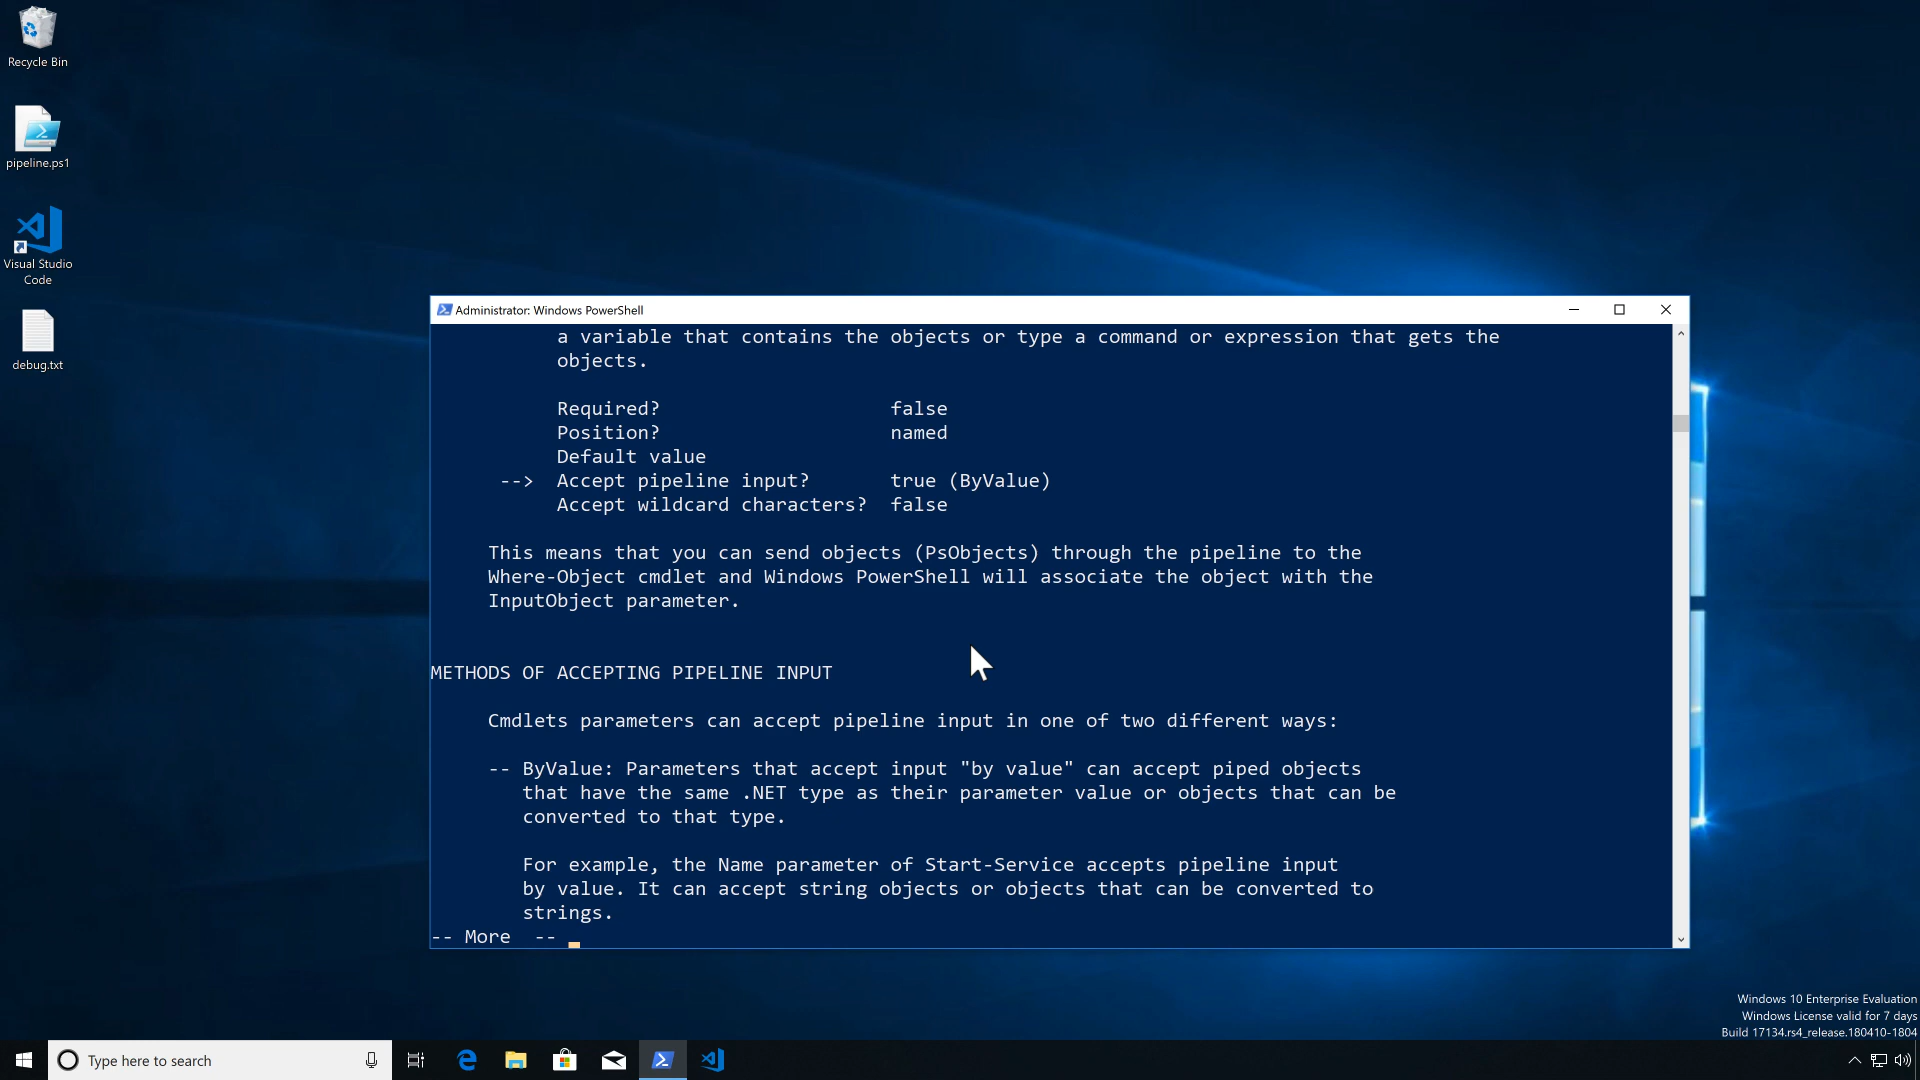 Recycle Bin
pipeline.ps1
Visual Studio
Code
debug.txt
Administrator: Windows PowerShell
a variable that contains the objects or type a command or expression that gets the
objects.
Required? false
Position? named
Default value
--> Accept pipeline input? true (ByValue)
Accept wildcard characters? false
This means that you can send objects (PsObjects) through the pipeline to the
Where-Object cmdlet and Windows PowerShell will associate the object with the
InputObject parameter.
METHODS OF ACCEPTING PIPELINE INPUT
Cmdlets parameters can accept pipeline input in one of two different ways:
-- ByValue: Parameters that accept input "by value" can accept piped objects
that have the same .NET type as their parameter value or objects that can be
converted to that type.
For example, the Name parameter of Start-Service accepts pipeline input
by value. It can accept string objects or objects that can be converted to
strings.
-- More  --
Windows 10 Enterprise Evaluation
Windows License valid for 7 days
Build 17134.rs4_release.180410-1804
Type here to search